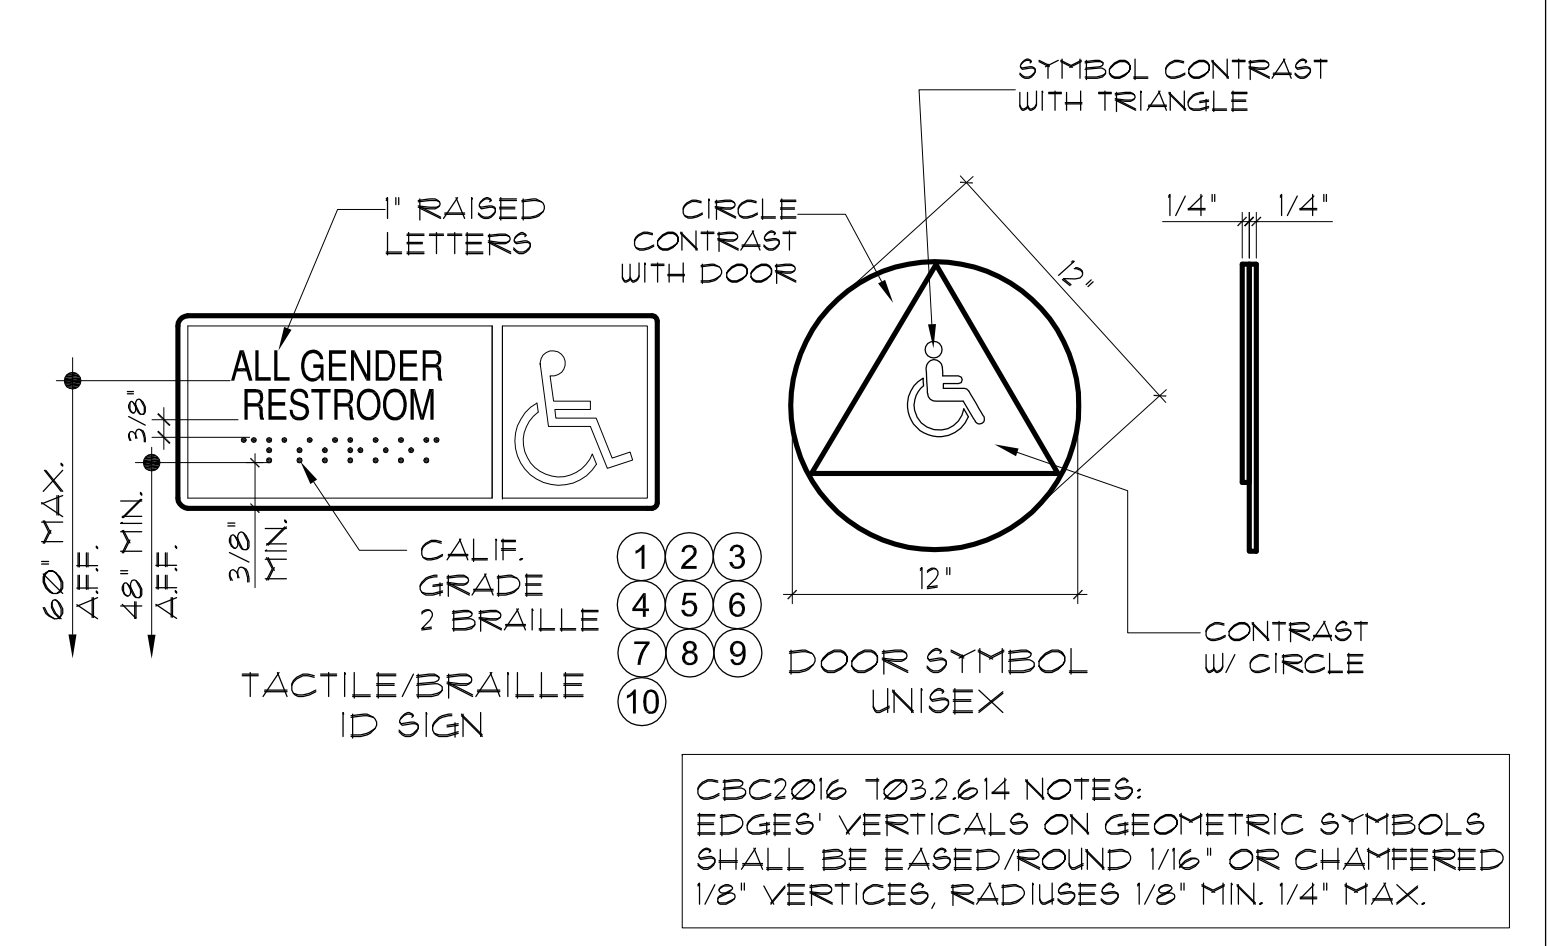 SYMBOL CONTRAST
WITH TRIANGLE
1" RAISED
LETTERS
CIRCLE
CONTRAST
WITH DOOR
1/4" 1/4"
12"
ALL GENDER
RESTROOM
3/8"
60" MAX.
A.F.F.
48" MIN.
A.F.F.
3/8"
MIN.
CALIF.
GRADE
2 BRAILLE
1 2 3
4 5 6
7 8 9
10
12"
CONTRAST
W/ CIRCLE
TACTILE/BRAILLE
ID SIGN
DOOR SYMBOL
UNISEX
CBC2016 703.2.614 NOTES:
EDGES' VERTICALS ON GEOMETRIC SYMBOLS
SHALL BE EASED/ROUND 1/16" OR CHAMFERED
1/8" VERTICES, RADIUSES 1/8" MIN. 1/4" MAX.